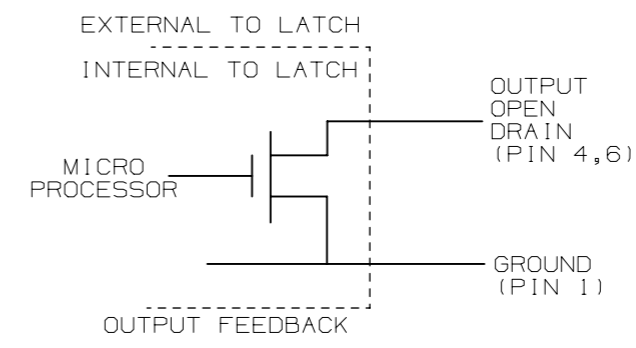 EXTERNAL TO LATCH
INTERNAL TO LATCH
OUTPUT
OPEN
DRAIN
(PIN 4,6)
MICRO
PROCESSOR
GROUND
(PIN 1)
OUTPUT FEEDBACK